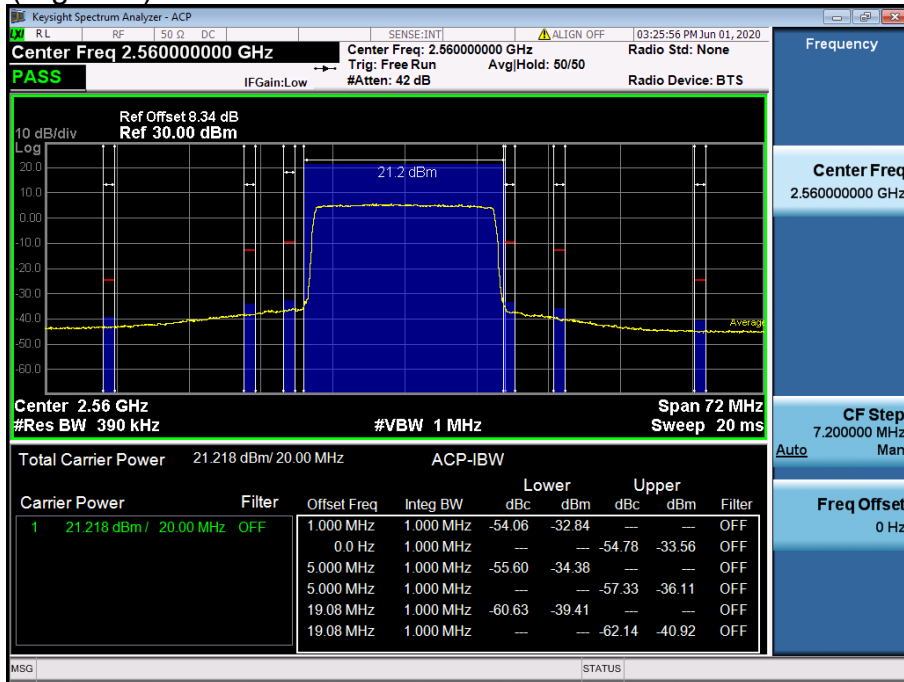 Keysight Spectrum Analyzer - ACP
LXI RL RF 50 Ω DC SENSE:INT ALIGN OFF 03:25:56 PM Jun 01, 2020
Center Freq 2.560000000 GHz Center Freq: 2.560000000 GHz Radio Std: None
Trig: Free Run Avg|Hold: 50/50
PASS IFGain:Low #Atten: 42 dB Radio Device: BTS
Ref Offset 8.34 dB
10 dB/div Ref 30.00 dBm
Log
20.0
21.2 dBm
10.0
0.00
-10.0
-20.0
-30.0
-40.0
Average
-50.0
-60.0
Center 2.56 GHz Span 72 MHz
#Res BW 390 kHz #VBW 1 MHz Sweep 20 ms
Total Carrier Power 21.218 dBm/ 20.00 MHz ACP-IBW
Lower Upper
Carrier Power Filter Offset Freq Integ BW dBc dBm dBc dBm Filter
1 21.218 dBm / 20.00 MHz OFF 1.000 MHz 1.000 MHz -54.06 -32.84 --- --- OFF
0.0 Hz 1.000 MHz --- --- -54.78 -33.56 OFF
5.000 MHz 1.000 MHz -55.60 -34.38 --- --- OFF
5.000 MHz 1.000 MHz --- --- -57.33 -36.11 OFF
19.08 MHz 1.000 MHz -60.63 -39.41 --- --- OFF
19.08 MHz 1.000 MHz --- --- -62.14 -40.92 OFF
MSG STATUS
Frequency
Center Freq
2.560000000 GHz
CF Step
7.200000 MHz
Auto Man
Freq Offset
0 Hz